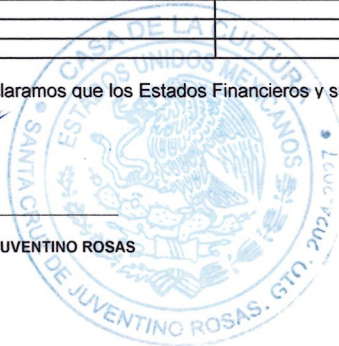 laramos que los Estados Financieros y su
UVENTINO ROSAS
CASA DE LA CULTURA
SANTA CRUZ DE JUVENTINO ROSAS, GTO. 2024-2027
ESTADOS UNIDOS MEXICANOS